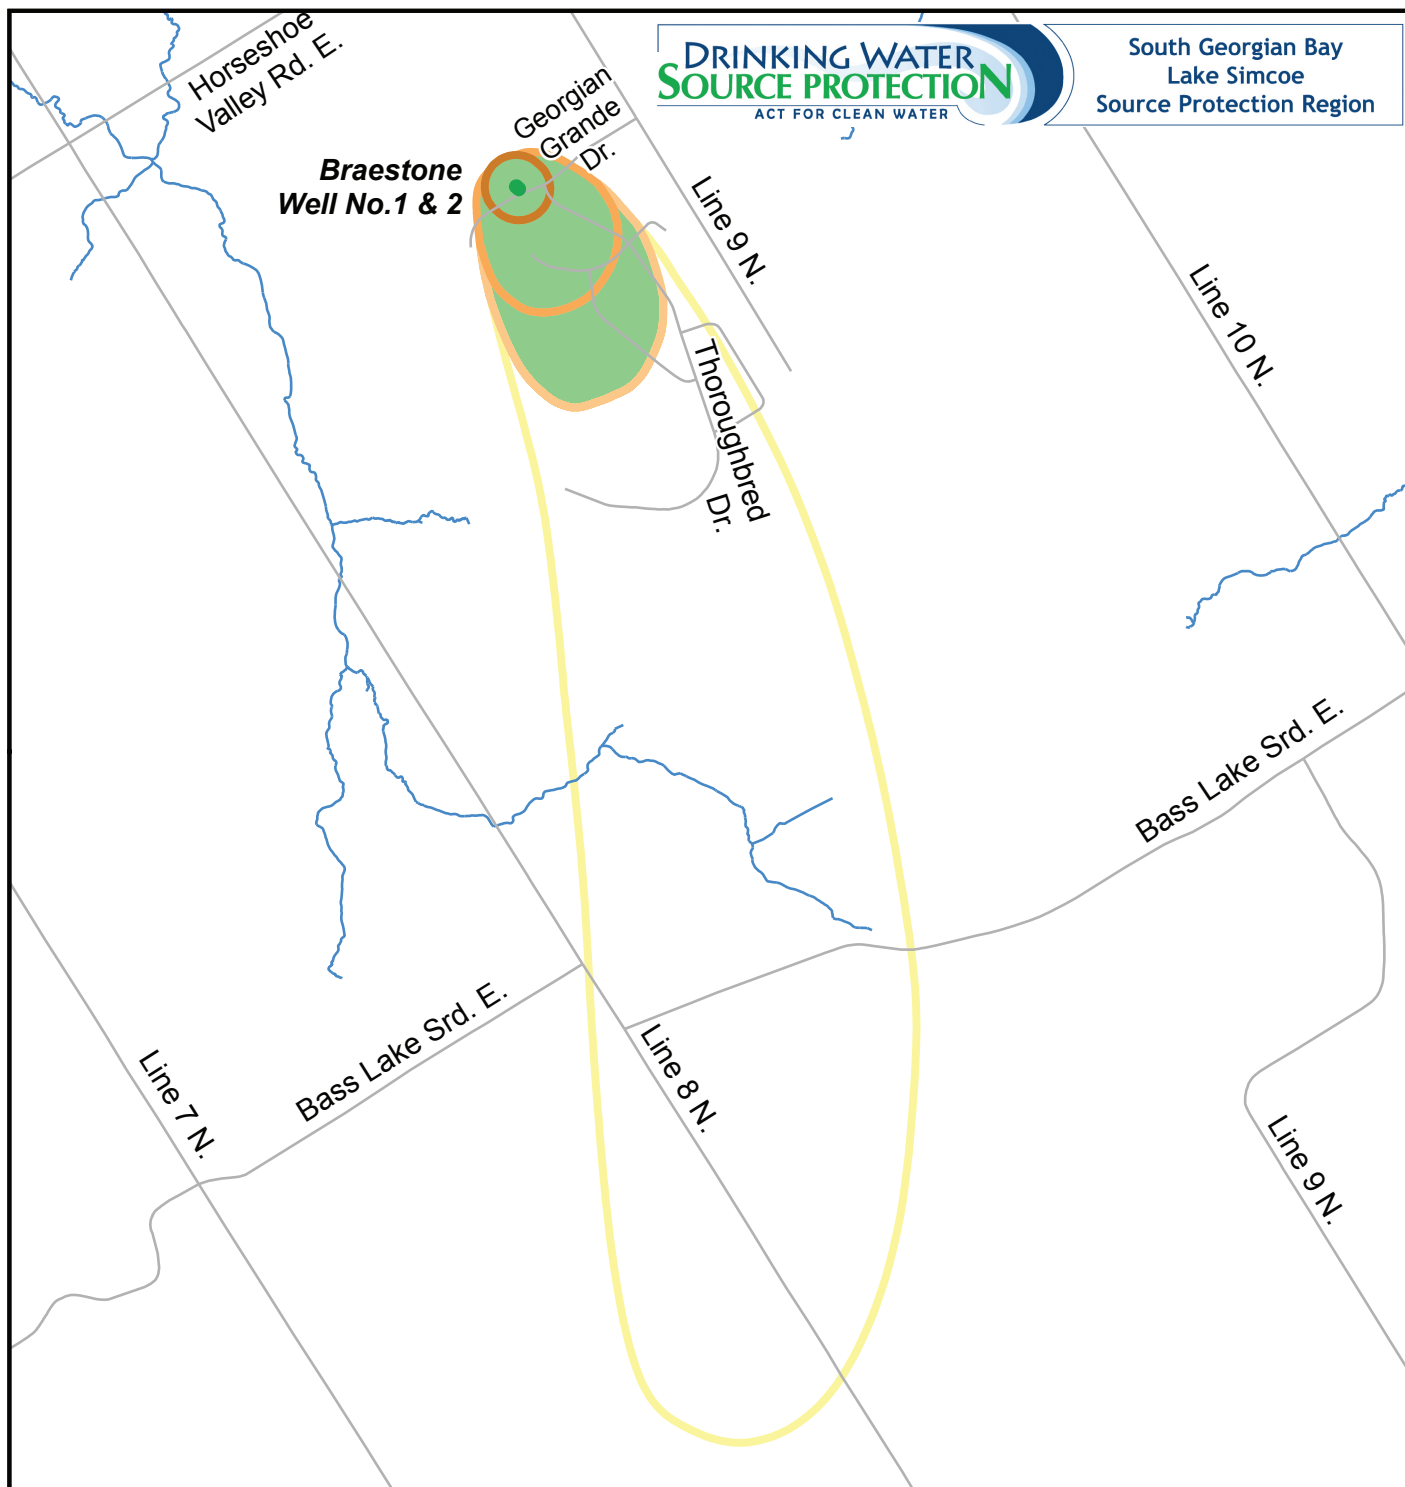 Horseshoe
Valley Rd. E.
DRINKING WATER
SOURCE PROTECTION
ACT FOR CLEAN WATER
South Georgian Bay
Lake Simcoe
Source Protection Region
Georgian
Grande
Dr.
Braestone
Well No.1 & 2
Line 9 N.
Line 10 N.
Thoroughbred
Dr.
Bass Lake Srd. E.
Bass Lake Srd. E.
Line 7 N.
Line 8 N.
Line 9 N.